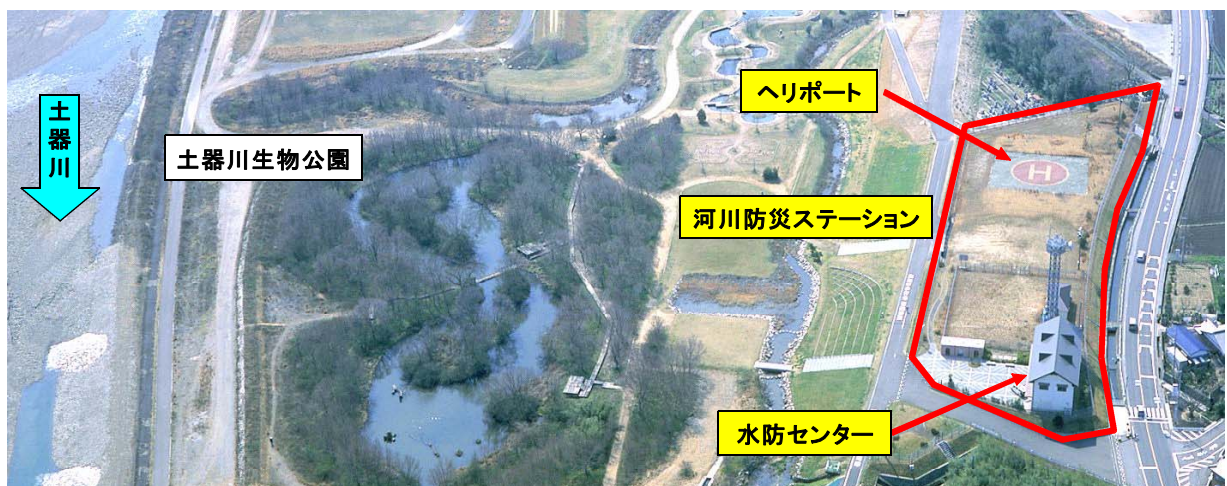 土器川
土器川生物公園
ヘリポート
河川防災ステーション
水防センター
H